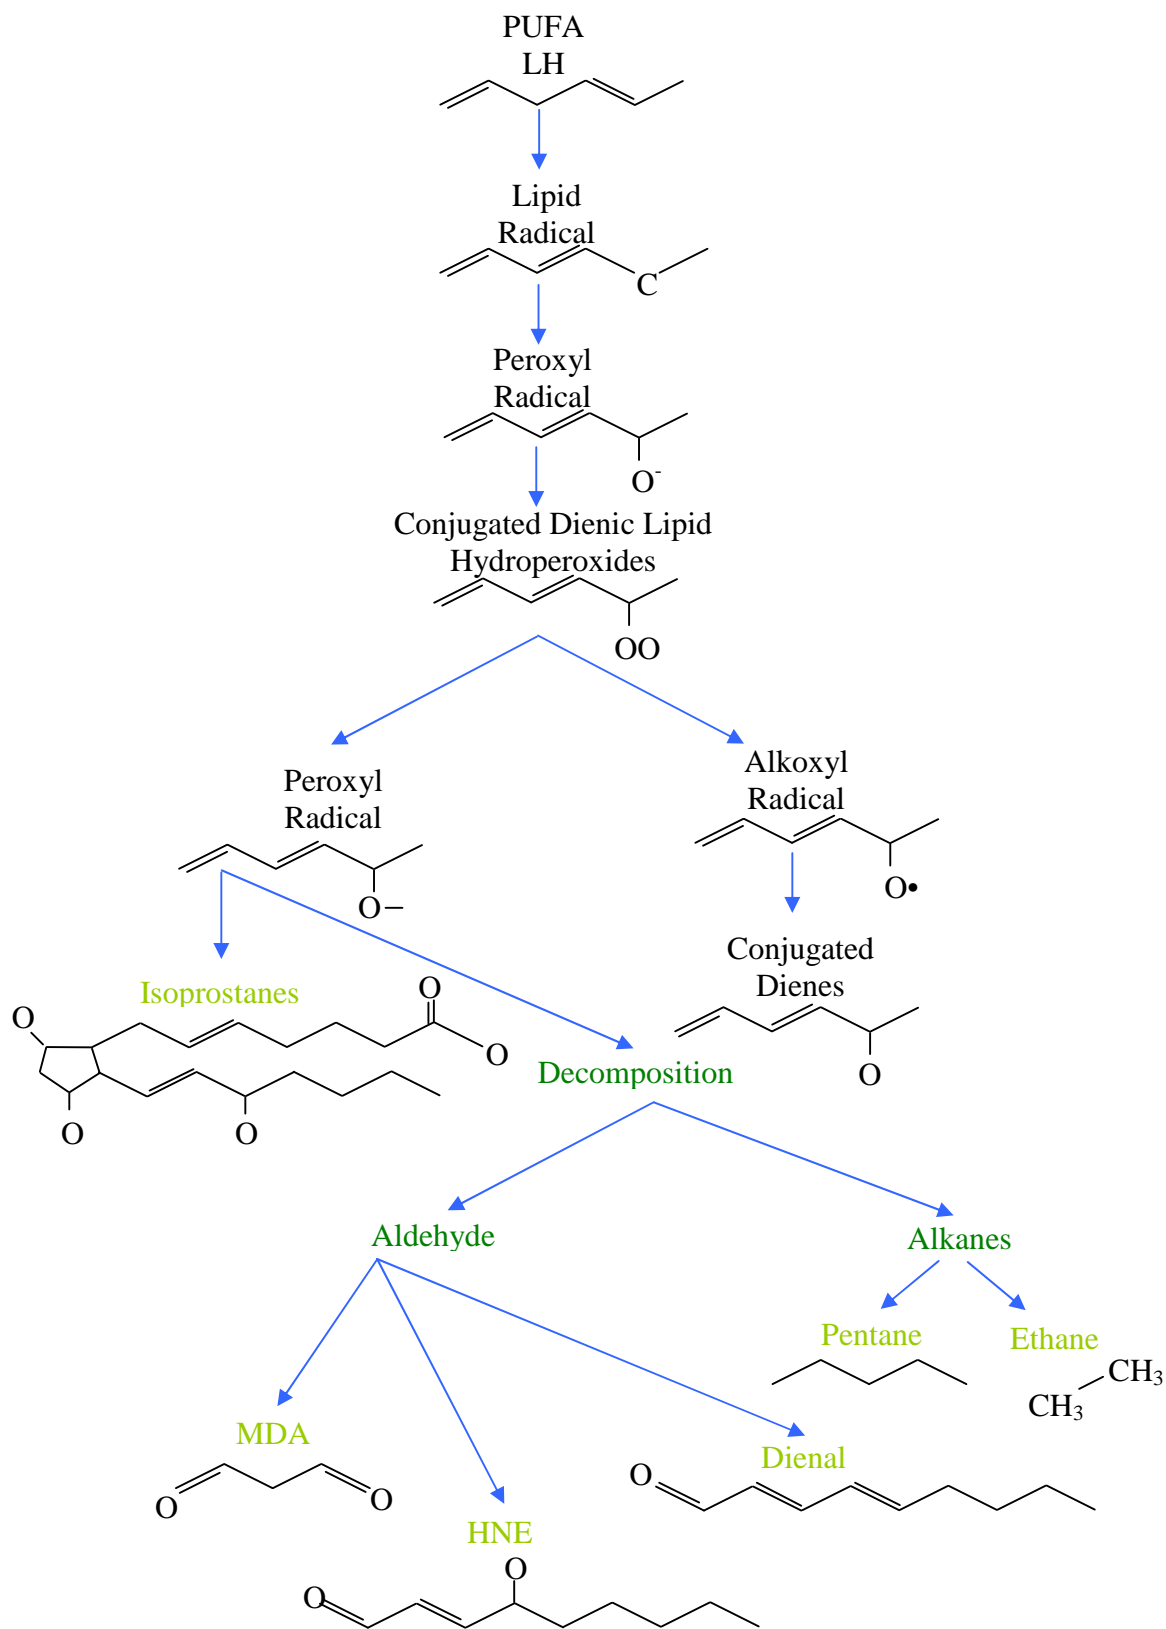 PUFA
LH
Lipid
Radical
C
Peroxyl
Radical
O-
Conjugated Dienic Lipid
Hydroperoxides
OO
Peroxyl
Radical
O–
Alkoxyl
Radical
O•
Conjugated
Dienes
O
Isoprostanes
O
O
O
O
O
Decomposition
Aldehyde
Alkanes
Pentane
Ethane
CH3
CH3
MDA
O
O
Dienal
O
HNE
O
O